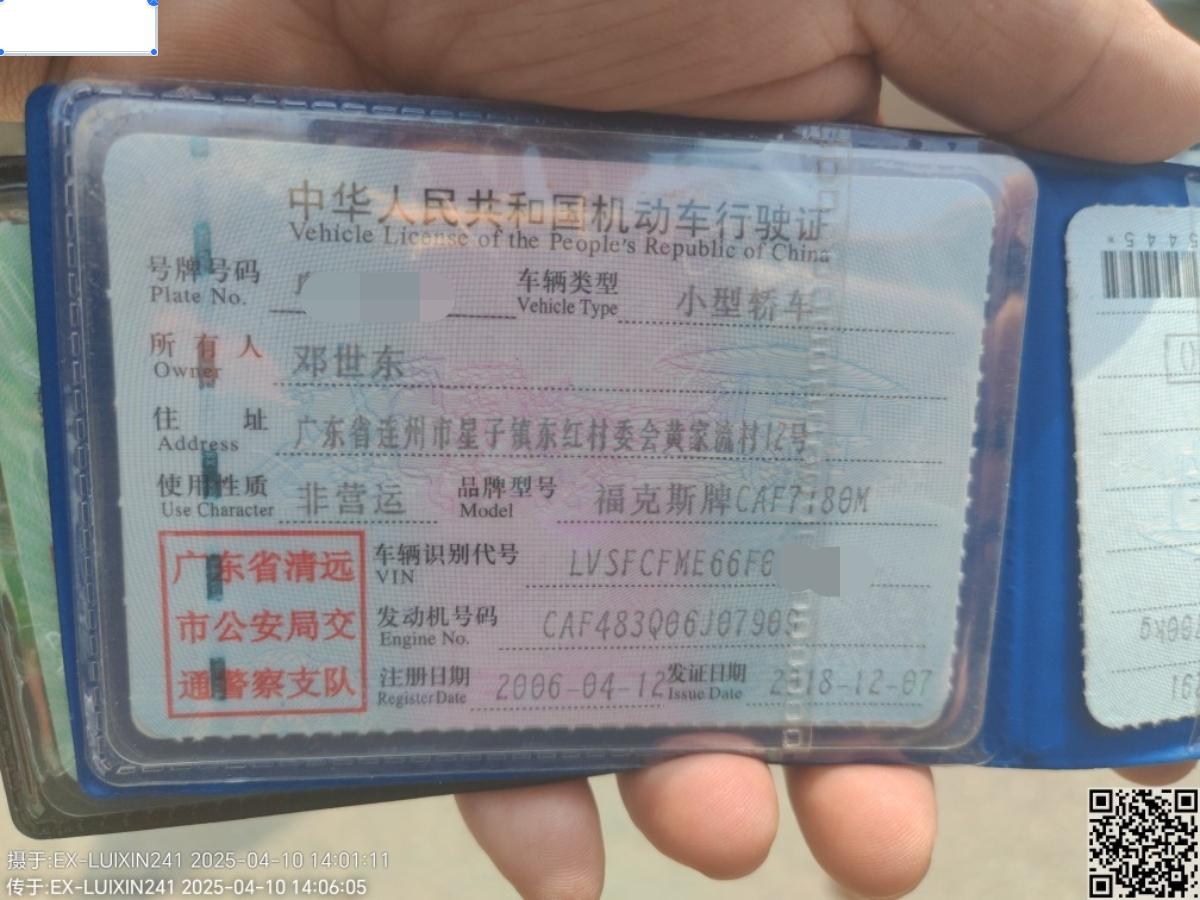 中华人民共和国机动车行驶证
Vehicle License of the People's Republic of China
号牌号码 车辆类型 小型轿车
Plate No. Vehicle Type
所有人 邓世东
Owner
住址 广东省连州市星子镇东红村委会黄家流村12号
Address
使用性质 非营运 品牌型号 福克斯牌CAF7180M
Use Character Model
广东省清远
市公安局交
通警察支队
车辆识别代号 LVSFCFME66F0
VIN
发动机号码 CAF483Q06J07909
Engine No.
注册日期 2006-04-12 发证日期 2018-12-07
Register Date Issue Date
摄于:EX-LUIXIN241 2025-04-10 14:01:11
传于:EX-LUIXIN241 2025-04-10 14:06:05